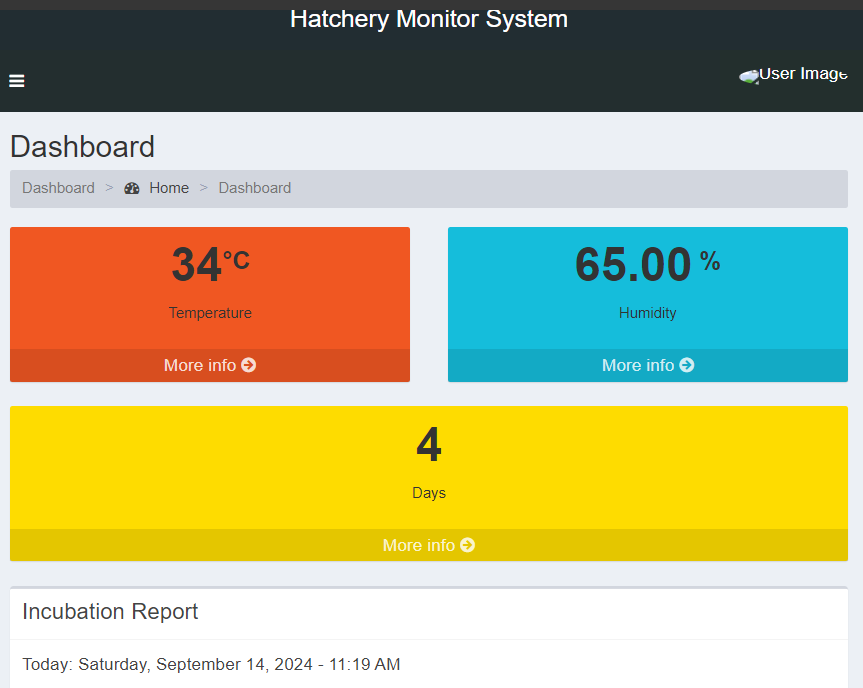 Hatchery Monitor System
User Image
Dashboard
Dashboard > Home > Dashboard
34°C
Temperature
More info
65.00 %
Humidity
More info
4
Days
More info
Incubation Report
Today: Saturday, September 14, 2024 - 11:19 AM